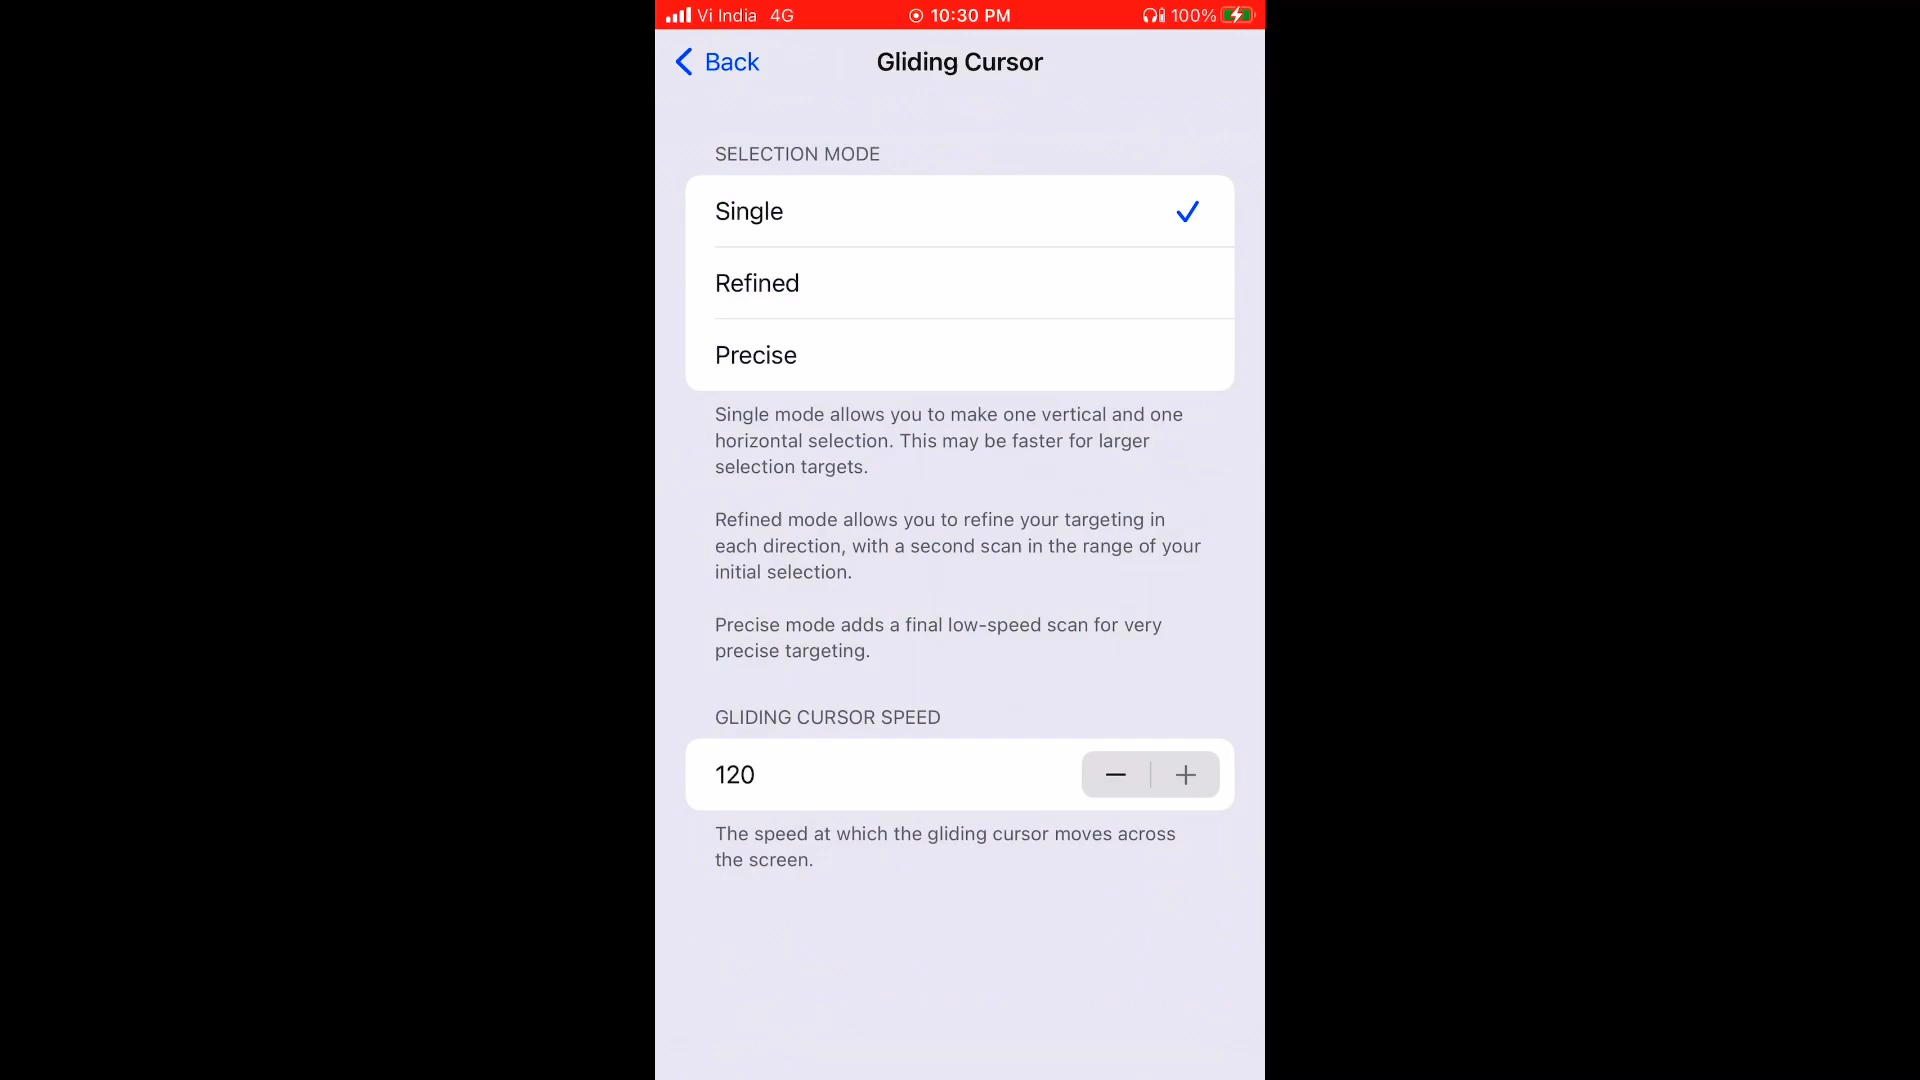 Vi India 4G 10:30 PM 100%
Back Gliding Cursor
SELECTION MODE
Single
Refined
Precise
Single mode allows you to make one vertical and one
horizontal selection. This may be faster for larger
selection targets.
Refined mode allows you to refine your targeting in
each direction, with a second scan in the range of your
initial selection.
Precise mode adds a final low-speed scan for very
precise targeting.
GLIDING CURSOR SPEED
120
The speed at which the gliding cursor moves across
the screen.